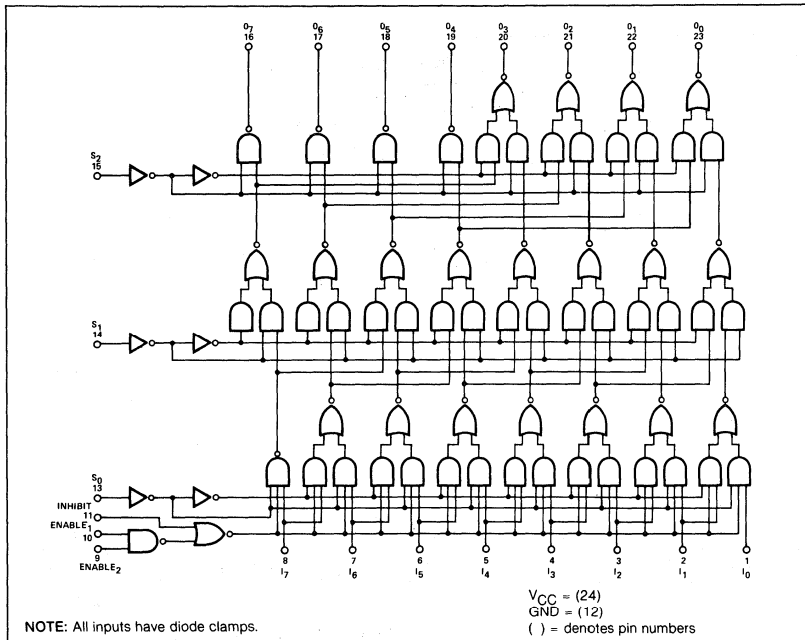 O7 O6 O5 O4 O3 O2 O1 O0
16 17 18 19 20 21 22 23
S2
15
S1
14
S0
13
INHIBIT
11
ENABLE1
10
9
ENABLE2
8 7 6 5 4 3 2 1
I7 I6 I5 I4 I3 I2 I1 I0
VCC = (24)
GND = (12)
( ) = denotes pin numbers
NOTE: All inputs have diode clamps.